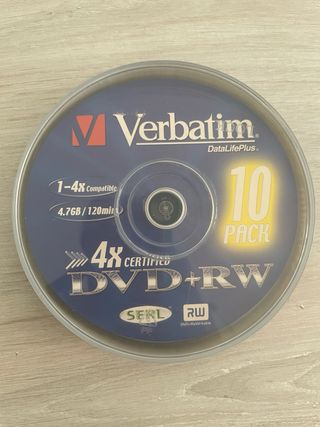 Verbatim
DataLifePlus
1-4x Compatible
4.7GB / 120min
10
PACK
4x CERTIFIED
DVD+RW
SERL
RW